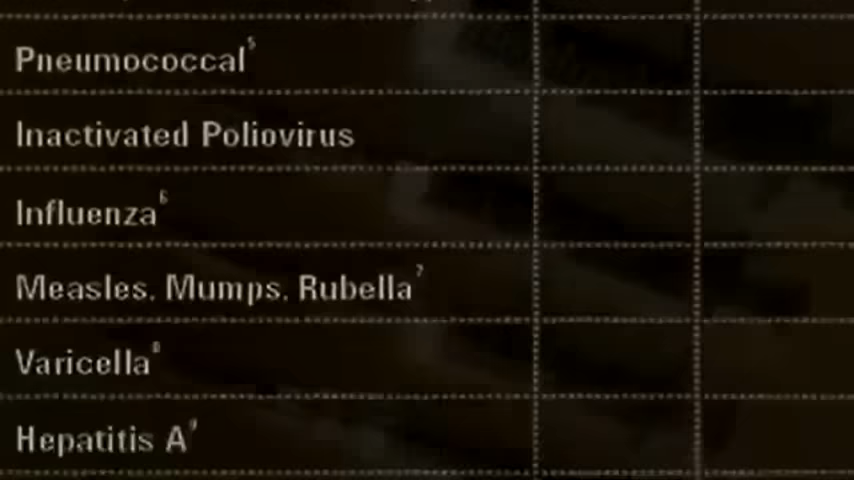 Pneumococcal⁵
Inactivated Poliovirus
Influenza⁶
Measles, Mumps, Rubella⁷
Varicella⁸
Hepatitis A⁹